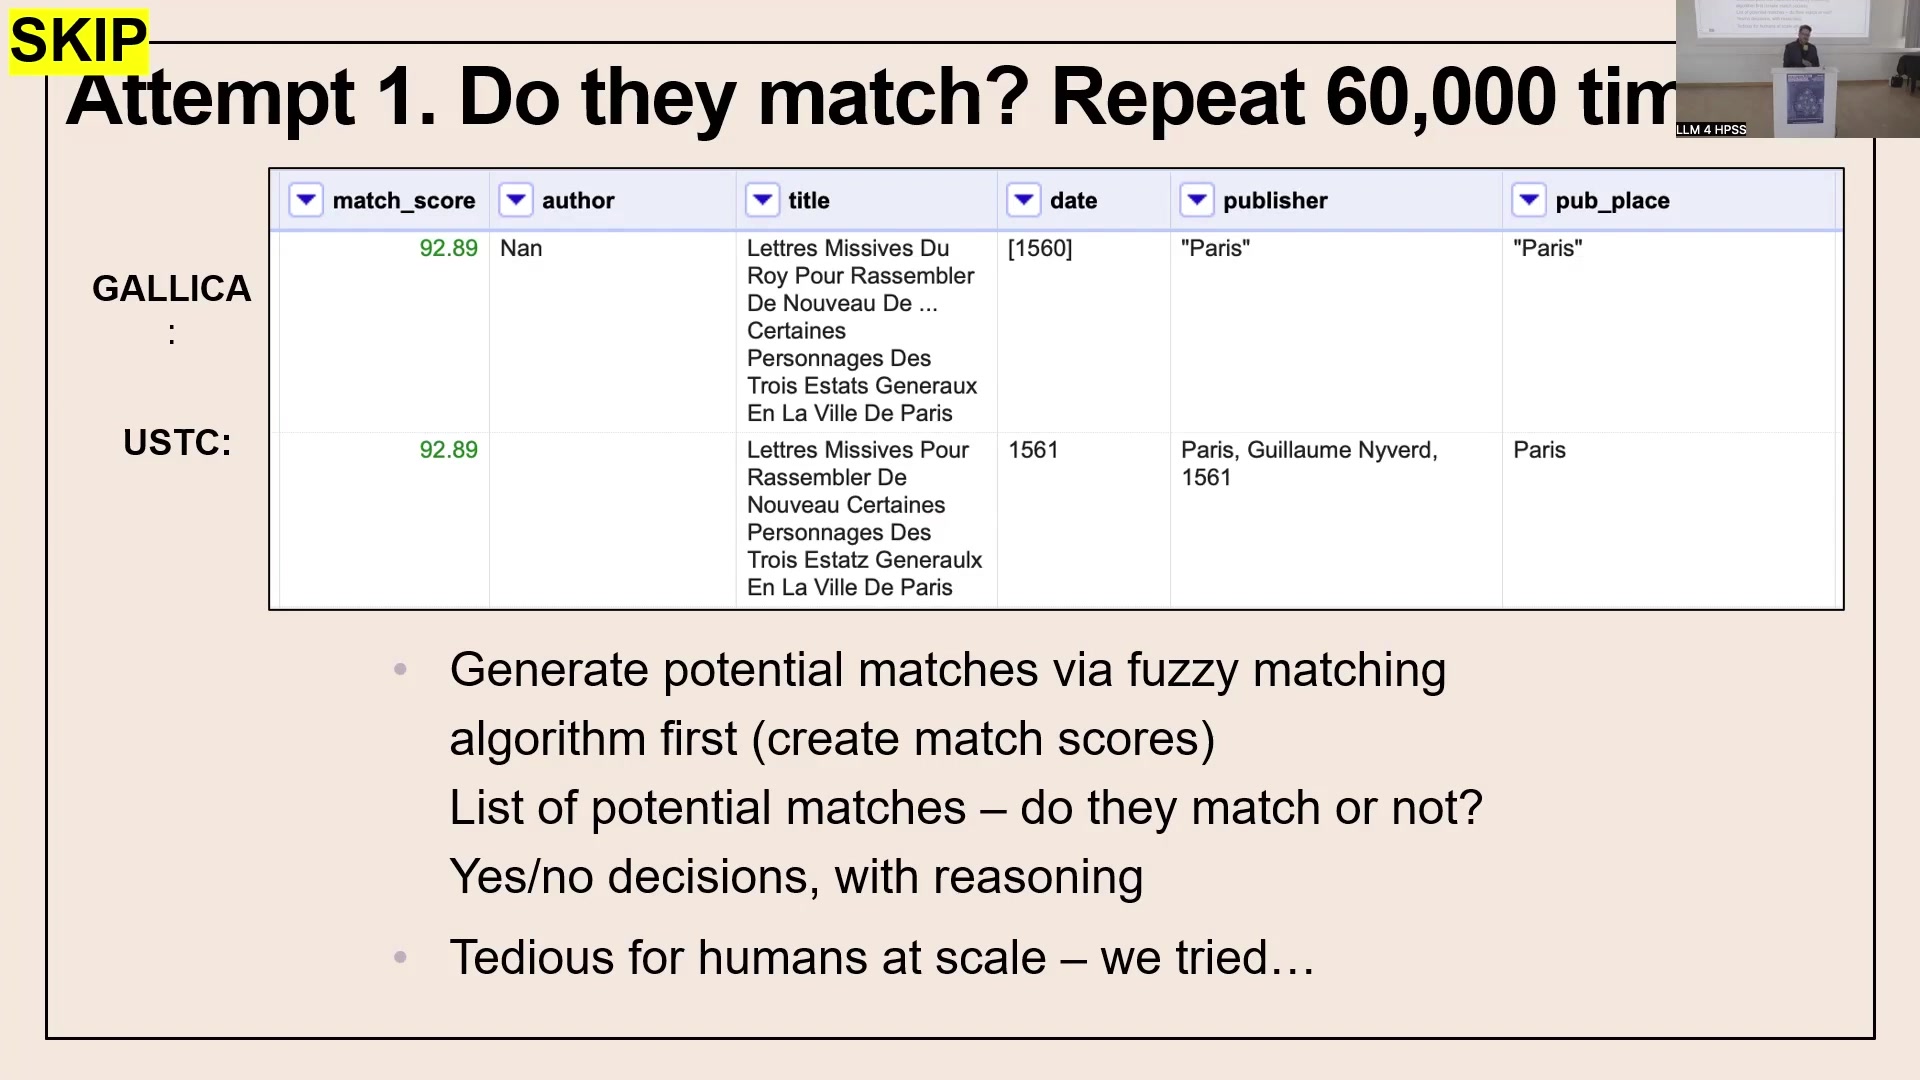 SKIP
Attempt 1. Do they match? Repeat 60,000 tim
LLM 4 HPSS
match_score author title date publisher pub_place
GALLICA
:
92.89 Nan Lettres Missives Du [1560] "Paris" "Paris"
Roy Pour Rassembler
De Nouveau De ...
Certaines
Personnages Des
Trois Estats Generaux
En La Ville De Paris
USTC:
92.89 Lettres Missives Pour 1561 Paris, Guillaume Nyverd, Paris
Rassembler De 1561
Nouveau Certaines
Personnages Des
Trois Estatz Generaulx
En La Ville De Paris
• Generate potential matches via fuzzy matching
algorithm first (create match scores)
List of potential matches – do they match or not?
Yes/no decisions, with reasoning
• Tedious for humans at scale – we tried…